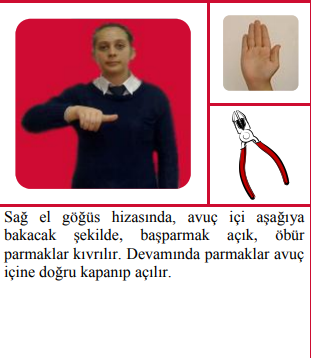 Sağ el göğüs hizasında, avuç içi aşağıya
bakacak şekilde, başparmak açık, öbür
parmaklar kıvrılır. Devamında parmaklar avuç
içine doğru kapanıp açılır.